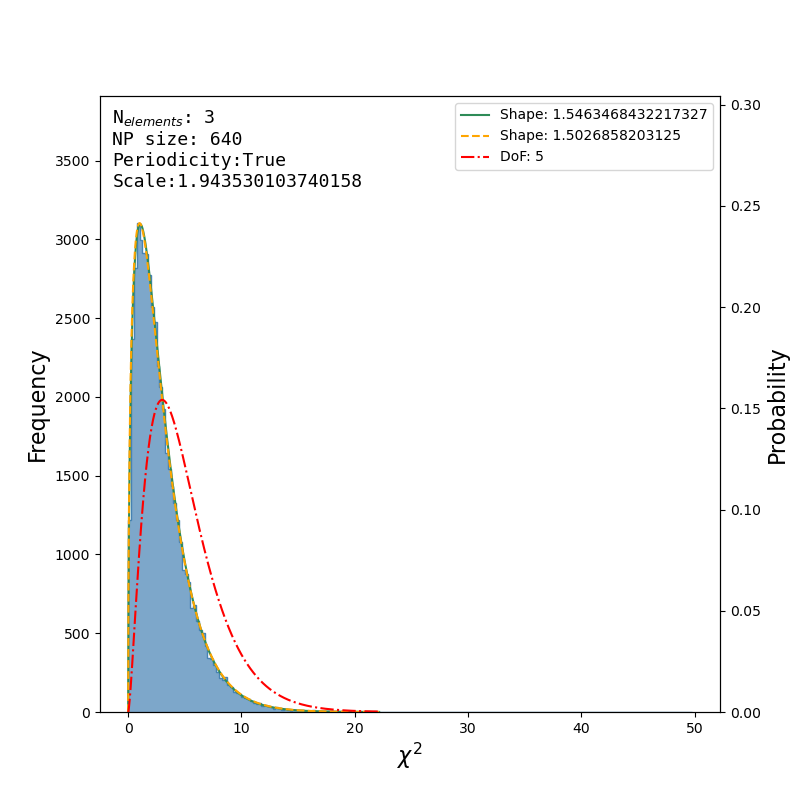 N_elements: 3
NP size: 640
Periodicity:True
Scale:1.943530103740158
Shape: 1.5463468432217327
Shape: 1.5026858203125
DoF: 5
Frequency
3500
3000
2500
2000
1500
1000
500
0
0.30
0.25
0.20
0.15
0.10
0.05
0.00
Probability
0 10 20 30 40 50
χ²